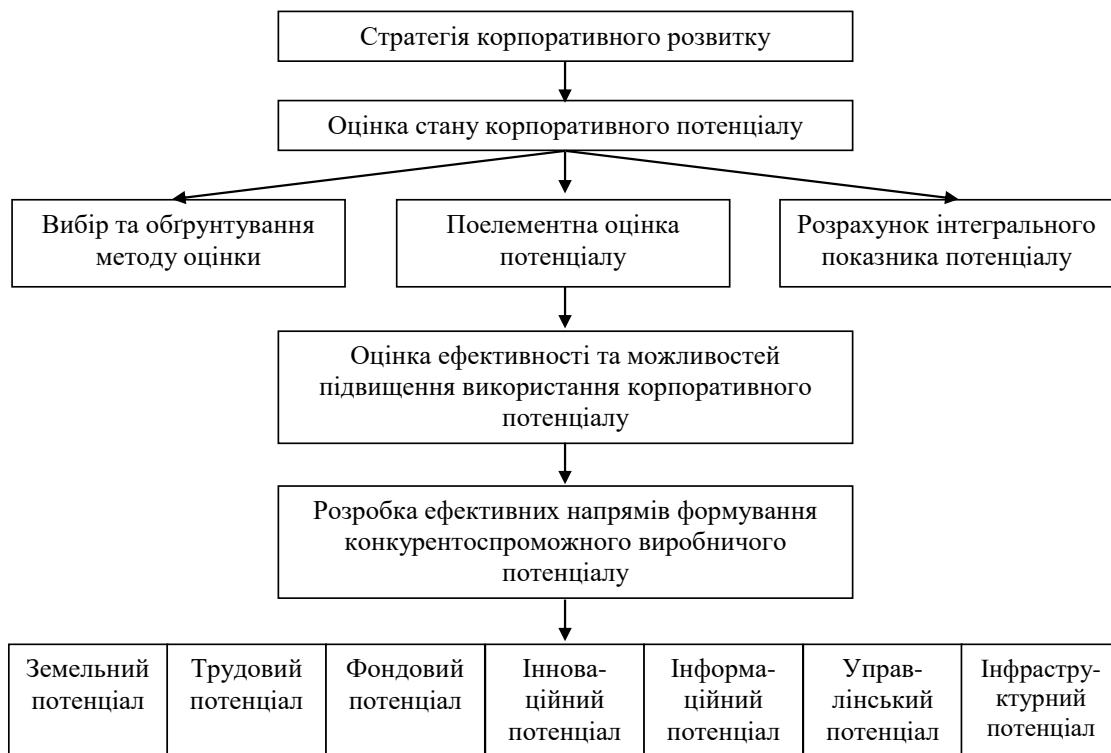 Стратегія корпоративного розвитку
Оцінка стану корпоративного потенціалу
Вибір та обґрунтування
методу оцінки
Поелементна оцінка
потенціалу
Розрахунок інтегрального
показника потенціалу
Оцінка ефективності та можливостей
підвищення використання корпоративного
потенціалу
Розробка ефективних напрямів формування
конкурентоспроможного виробничого
потенціалу
Земельний
потенціал
Трудовий
потенціал
Фондовий
потенціал
Іннова-
ційний
потенціал
Інформа-
ційний
потенціал
Управ-
лінський
потенціал
Інфрастру-
ктурний
потенціал